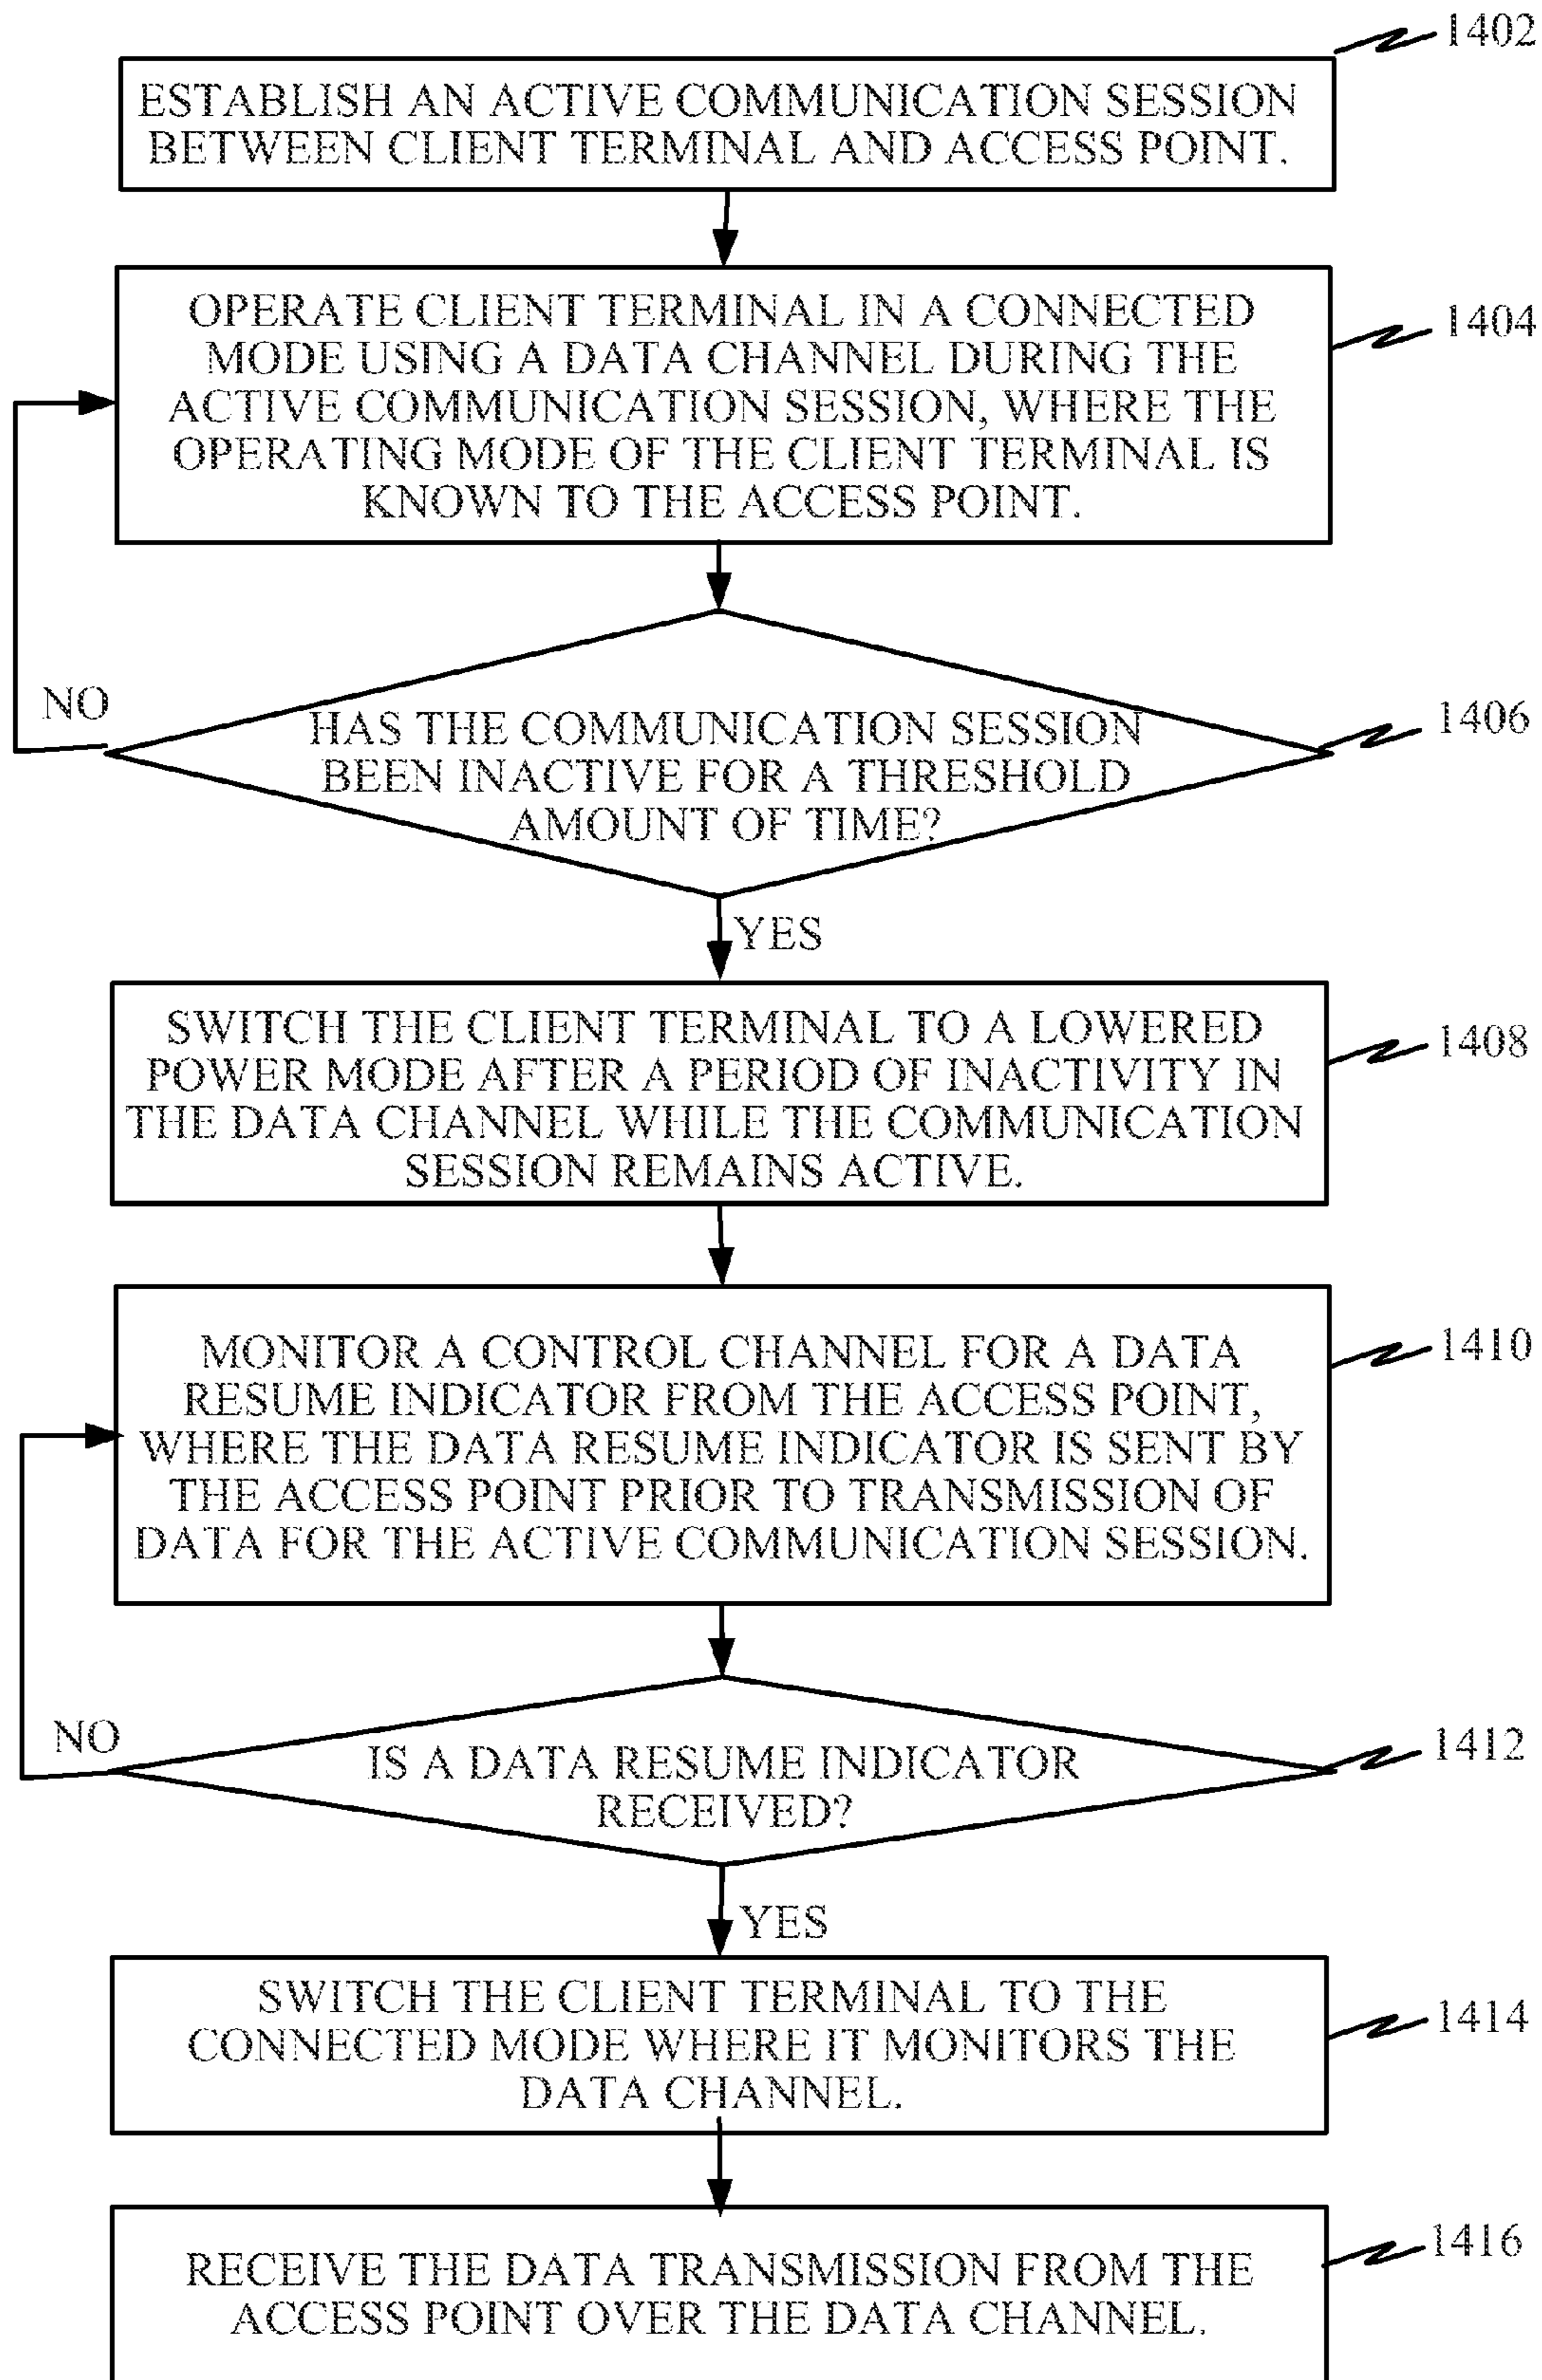 1402
ESTABLISH AN ACTIVE COMMUNICATION SESSION
BETWEEN CLIENT TERMINAL AND ACCESS POINT.
OPERATE CLIENT TERMINAL IN A CONNECTED
MODE USING A DATA CHANNEL DURING THE
ACTIVE COMMUNICATION SESSION, WHERE THE
OPERATING MODE OF THE CLIENT TERMINAL IS
KNOWN TO THE ACCESS POINT.
1404
NO
HAS THE COMMUNICATION SESSION
BEEN INACTIVE FOR A THRESHOLD
AMOUNT OF TIME?
1406
YES
SWITCH THE CLIENT TERMINAL TO A LOWERED
POWER MODE AFTER A PERIOD OF INACTIVITY IN
THE DATA CHANNEL WHILE THE COMMUNICATION
SESSION REMAINS ACTIVE.
1408
MONITOR A CONTROL CHANNEL FOR A DATA
RESUME INDICATOR FROM THE ACCESS POINT,
WHERE THE DATA RESUME INDICATOR IS SENT BY
THE ACCESS POINT PRIOR TO TRANSMISSION OF
DATA FOR THE ACTIVE COMMUNICATION SESSION.
1410
NO
IS A DATA RESUME INDICATOR
RECEIVED?
1412
YES
SWITCH THE CLIENT TERMINAL TO THE
CONNECTED MODE WHERE IT MONITORS THE
DATA CHANNEL.
1414
RECEIVE THE DATA TRANSMISSION FROM THE
ACCESS POINT OVER THE DATA CHANNEL.
1416